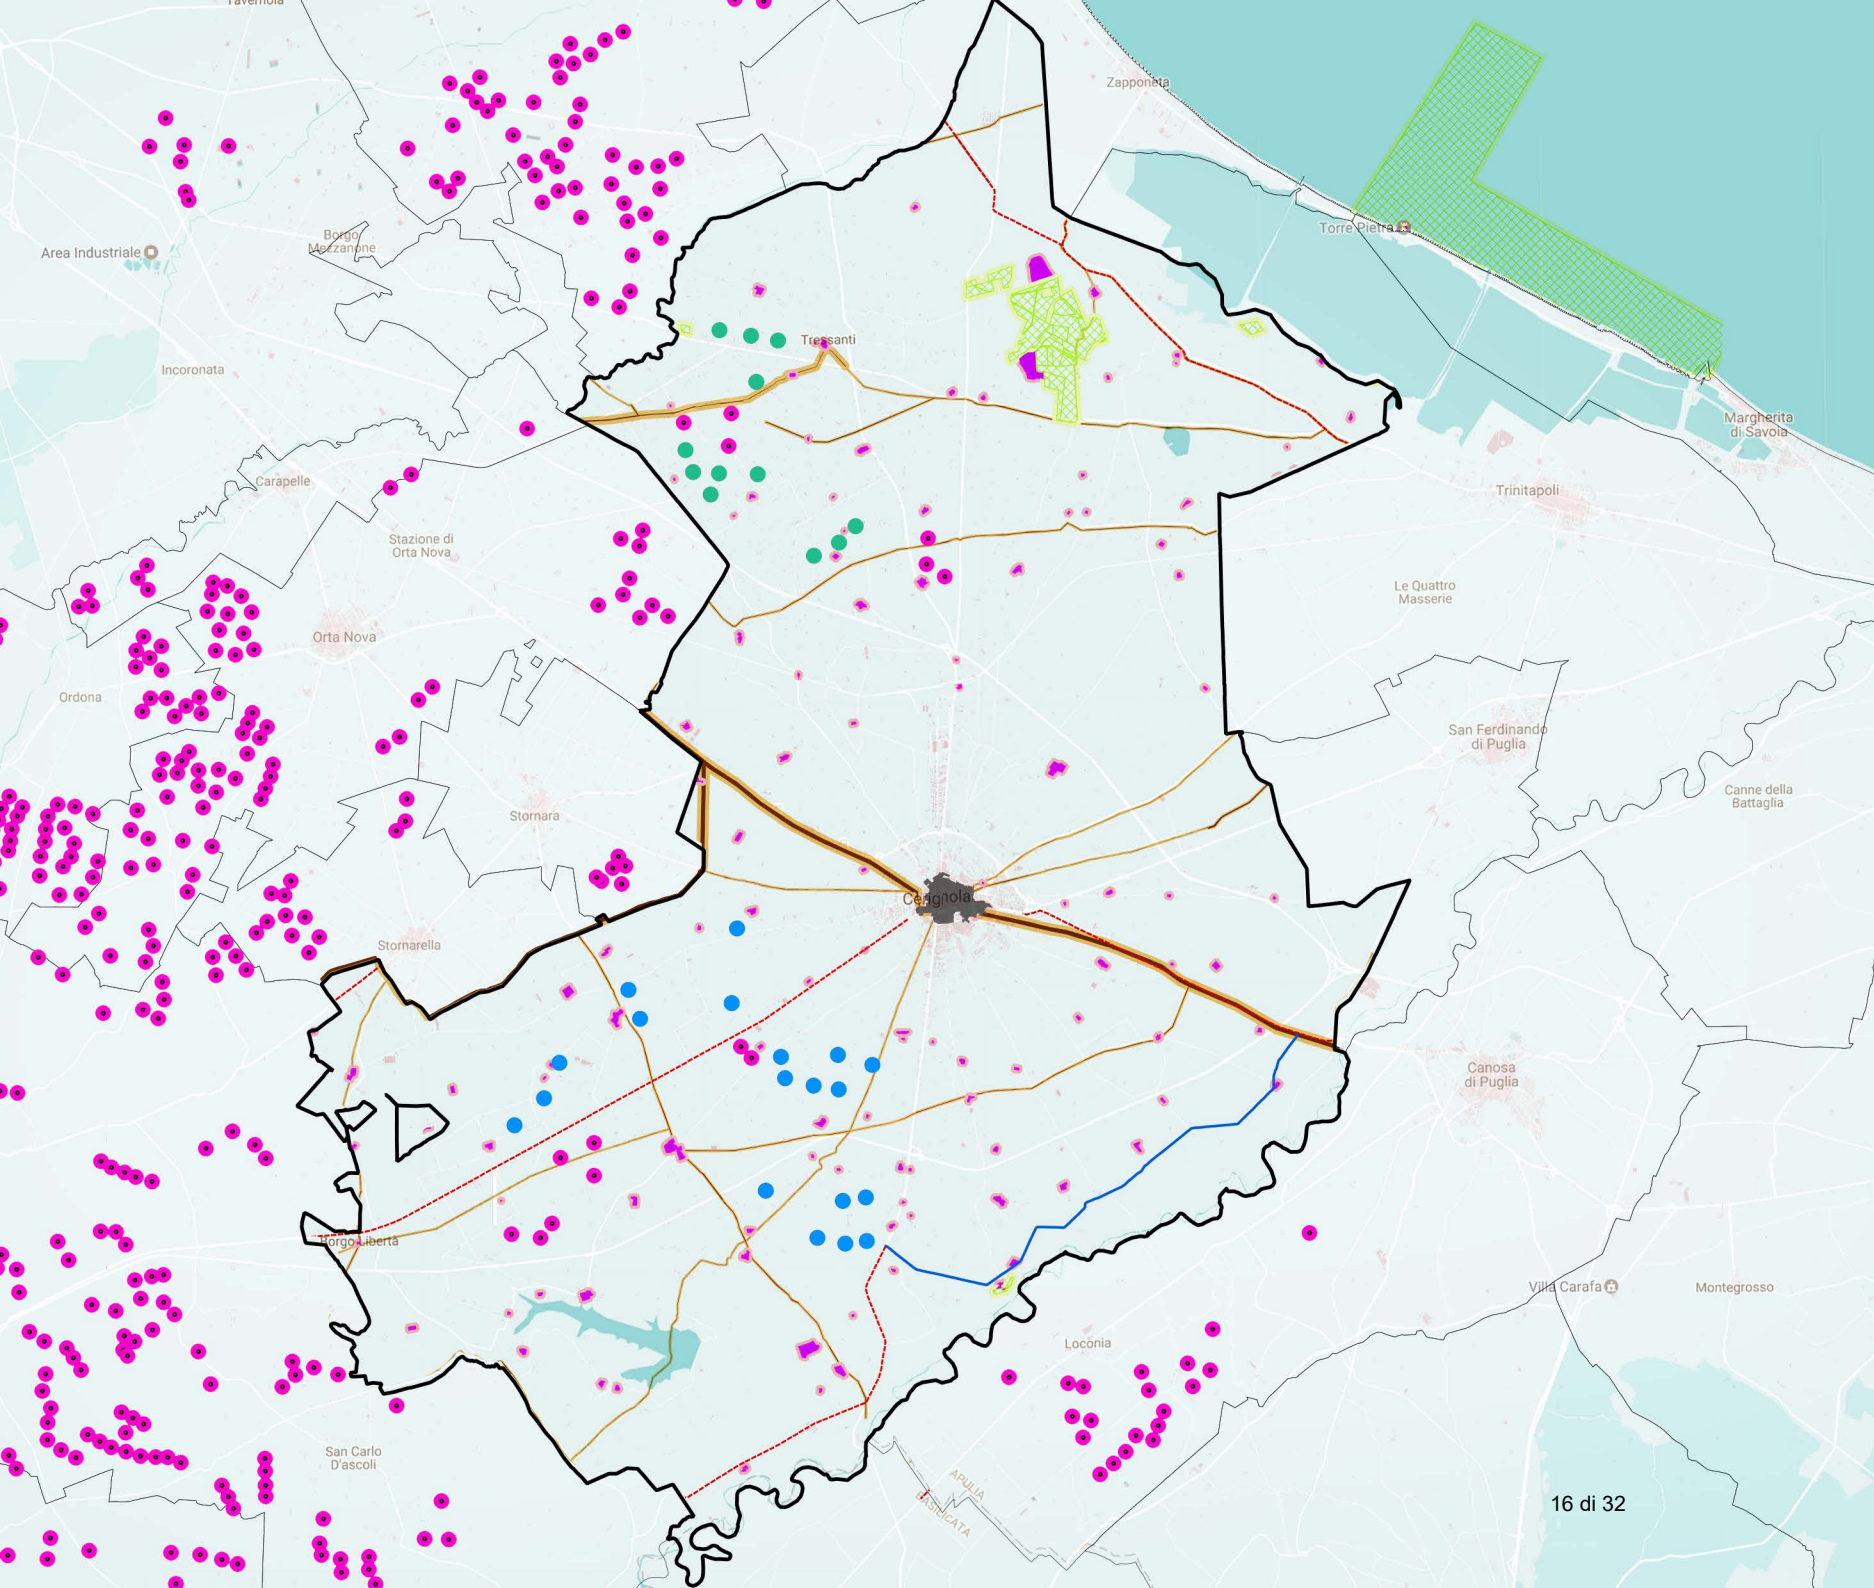 Tavernola
Zapponeta
Torre Pietra
Borgo
Mezzanone
Area Industriale
Tressanti
Incoronata
Margherita
di Savoia
Carapelle
Trinitapoli
Stazione di
Orta Nova
Le Quattro
Masserie
Orta Nova
Ordona
San Ferdinando
di Puglia
Canne della
Battaglia
Stornara
Cerignola
Stornarella
Canosa
di Puglia
Borgo Libertà
Villa Carafa
Montegrosso
Loconia
San Carlo
D'ascoli
APULIA
BASILICATA
16 di 32